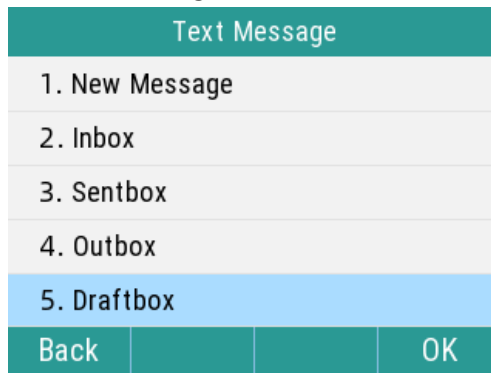 Text Message
1. New Message
2. Inbox
3. Sentbox
4. Outbox
5. Draftbox
Back OK